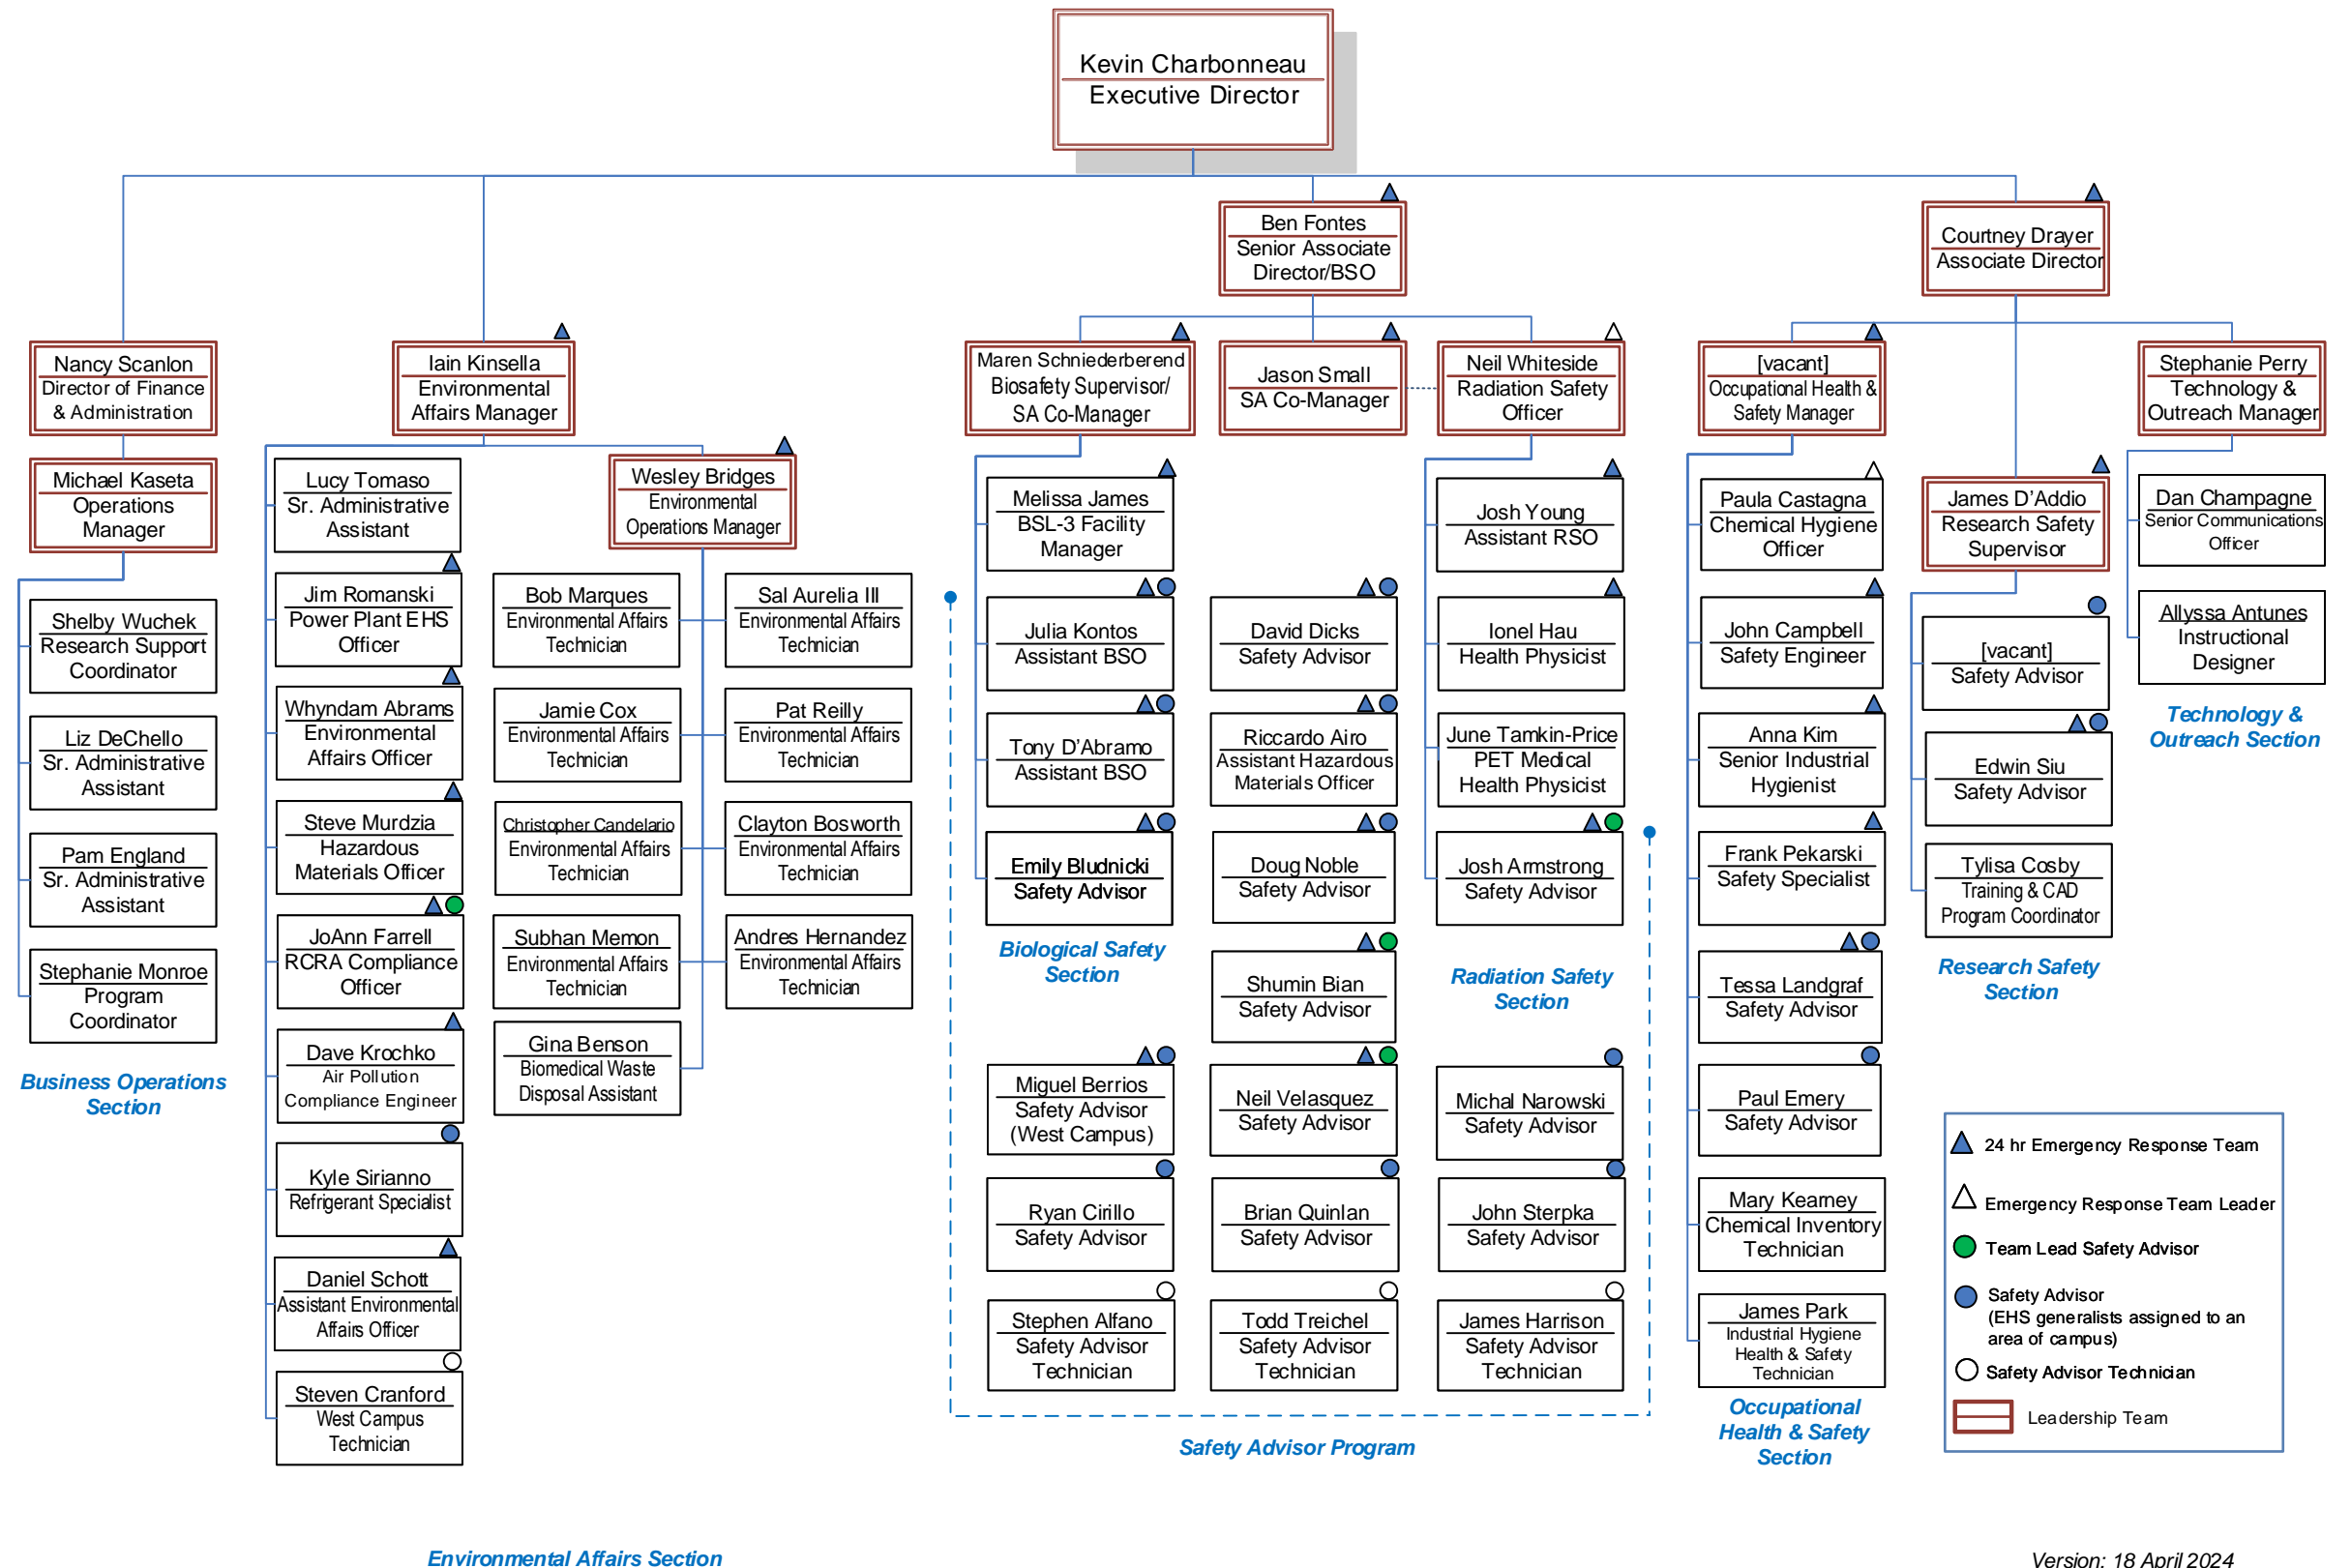 Kevin Charbonneau
Executive Director
Ben Fontes
Senior Associate
Director/BSO
Courtney Drayer
Associate Director
Nancy Scanlon
Director of Finance
& Administration
Iain Kinsella
Environmental
Affairs Manager
Maren Schniederberend
Biosafety Supervisor/
SA Co-Manager
Jason Small
SA Co-Manager
Neil Whiteside
Radiation Safety
Officer
[vacant]
Occupational Health &
Safety Manager
Stephanie Perry
Technology &
Outreach Manager
Michael Kaseta
Operations
Manager
Shelby Wuchek
Research Support
Coordinator
Liz DeChello
Sr. Administrative
Assistant
Pam England
Sr. Administrative
Assistant
Stephanie Monroe
Program
Coordinator
Business Operations
Section
Lucy Tomaso
Sr. Administrative
Assistant
Jim Romanski
Power Plant EHS
Officer
Whyndam Abrams
Environmental
Affairs Officer
Steve Murdzia
Hazardous
Materials Officer
JoAnn Farrell
RCRA Compliance
Officer
Dave Krochko
Air Pollution
Compliance Engineer
Kyle Sirianno
Refrigerant Specialist
Daniel Schott
Assistant Environmental
Affairs Officer
Steven Cranford
West Campus
Technician
Wesley Bridges
Environmental
Operations Manager
Bob Marques
Environmental Affairs
Technician
Sal Aurelia III
Environmental Affairs
Technician
Jamie Cox
Environmental Affairs
Technician
Pat Reilly
Environmental Affairs
Technician
Christopher Candelario
Environmental Affairs
Technician
Clayton Bosworth
Environmental Affairs
Technician
Subhan Memon
Environmental Affairs
Technician
Andres Hernandez
Environmental Affairs
Technician
Gina Benson
Biomedical Waste
Disposal Assistant
Environmental Affairs Section
Melissa James
BSL-3 Facility
Manager
Julia Kontos
Assistant BSO
Tony D'Abramo
Assistant BSO
Emily Bludnicki
Safety Advisor
Biological Safety
Section
David Dicks
Safety Advisor
Riccardo Airo
Assistant Hazardous
Materials Officer
Doug Noble
Safety Advisor
Shumin Bian
Safety Advisor
Josh Young
Assistant RSO
Ionel Hau
Health Physicist
June Tamkin-Price
PET Medical
Health Physicist
Josh Armstrong
Safety Advisor
Radiation Safety
Section
Miguel Berrios
Safety Advisor
(West Campus)
Neil Velasquez
Safety Advisor
Michal Narowski
Safety Advisor
Ryan Cirillo
Safety Advisor
Brian Quinlan
Safety Advisor
John Sterpka
Safety Advisor
Stephen Alfano
Safety Advisor
Technician
Todd Treichel
Safety Advisor
Technician
James Harrison
Safety Advisor
Technician
Safety Advisor Program
Paula Castagna
Chemical Hygiene
Officer
John Campbell
Safety Engineer
Anna Kim
Senior Industrial
Hygienist
Frank Pekarski
Safety Specialist
Tessa Landgraf
Safety Advisor
Paul Emery
Safety Advisor
Mary Kearney
Chemical Inventory
Technician
James Park
Industrial Hygiene
Health & Safety
Technician
Occupational
Health & Safety
Section
James D'Addio
Research Safety
Supervisor
[vacant]
Safety Advisor
Edwin Siu
Safety Advisor
Tylisa Cosby
Training & CAD
Program Coordinator
Research Safety
Section
Dan Champagne
Senior Communications
Officer
Allyssa Antunes
Instructional
Designer
Technology &
Outreach Section
24 hr Emergency Response Team
Emergency Response Team Leader
Team Lead Safety Advisor
Safety Advisor
(EHS generalists assigned to an
area of campus)
Safety Advisor Technician
Leadership Team
Version: 18 April 2024